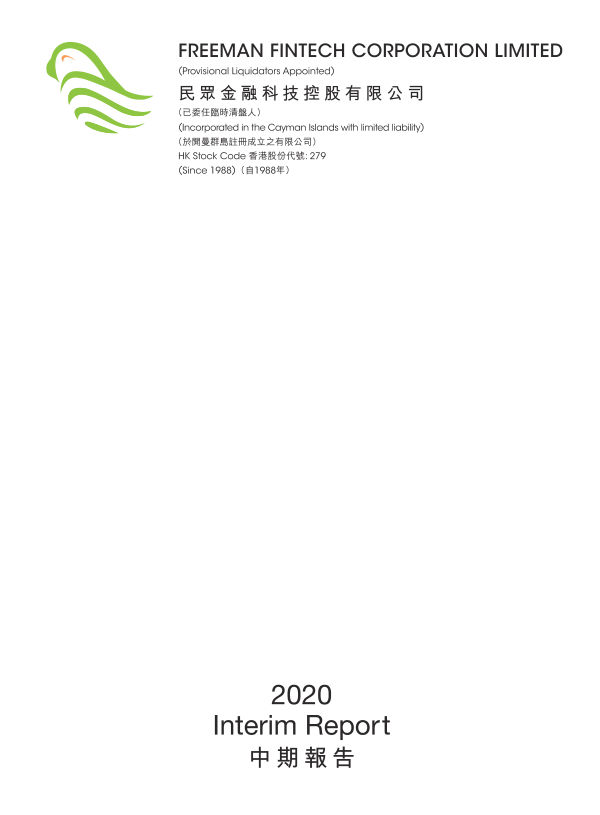 FREEMAN FINTECH CORPORATION LIMITED
(Provisional Liquidators Appointed)
民眾金融科技控股有限公司
(已委任臨時清盤人)
(Incorporated in the Cayman Islands with limited liability)
(於開曼群島註冊成立之有限公司)
HK Stock Code 香港股份代號: 279
(Since 1988)（自1988年）
2020
Interim Report
中期報告